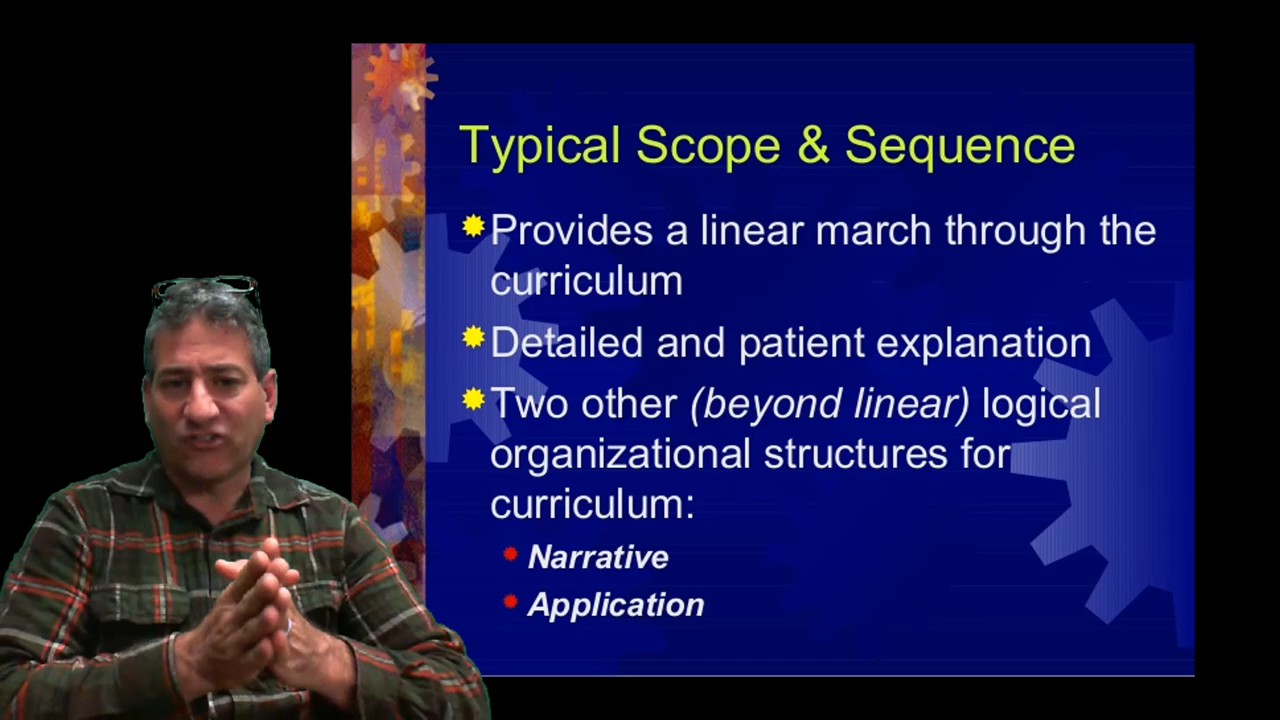 Typical Scope & Sequence
Provides a linear march through the
curriculum
Detailed and patient explanation
Two other (beyond linear) logical
organizational structures for
curriculum:
Narrative
Application